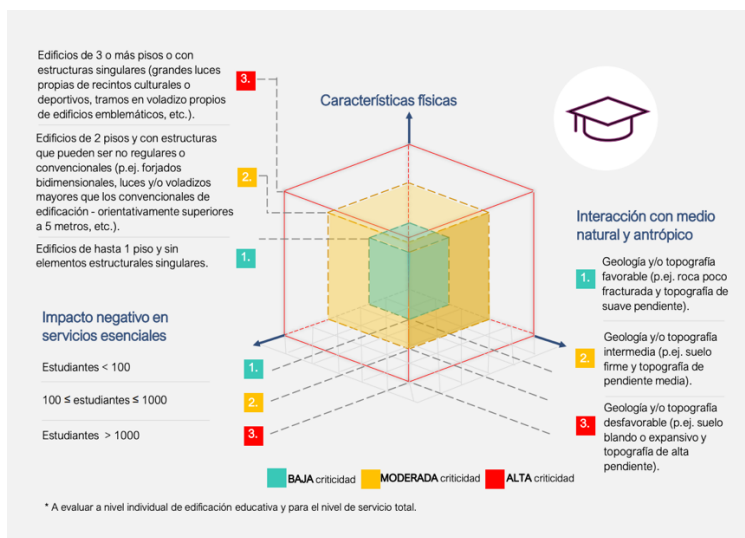 Edificios de 3 o más pisos o con
estructuras singulares (grandes luces
propias de recintos culturales o
deportivos, tramos en voladizo propios
de edificios emblemáticos, etc.).
3.
Edificios de 2 pisos y con estructuras
que pueden ser no regulares o
convencionales (p.ej. forjados
bidimensionales, luces y/o voladizos
mayores que los convencionales de
edificación - orientativamente superiores
a 5 metros, etc.).
2.
Edificios de hasta 1 piso y sin
elementos estructurales singulares.
1.
Características físicas
Interacción con medio
natural y antrópico
1.
Geología y/o topografía
favorable (p.ej. roca poco
fracturada y topografía de
suave pendiente).
2.
Geología y/o topografía
intermedia (p.ej. suelo
firme y topografía de
pendiente media).
3.
Geología y/o topografía
desfavorable (p.ej. suelo
blando o expansivo y
topografía de alta
pendiente).
Impacto negativo en
servicios esenciales
Estudiantes < 100
1.
100 ≤ estudiantes ≤ 1000
2.
Estudiantes > 1000
3.
BAJA criticidad MODERADA criticidad ALTA criticidad
* A evaluar a nivel individual de edificación educativa y para el nivel de servicio total.